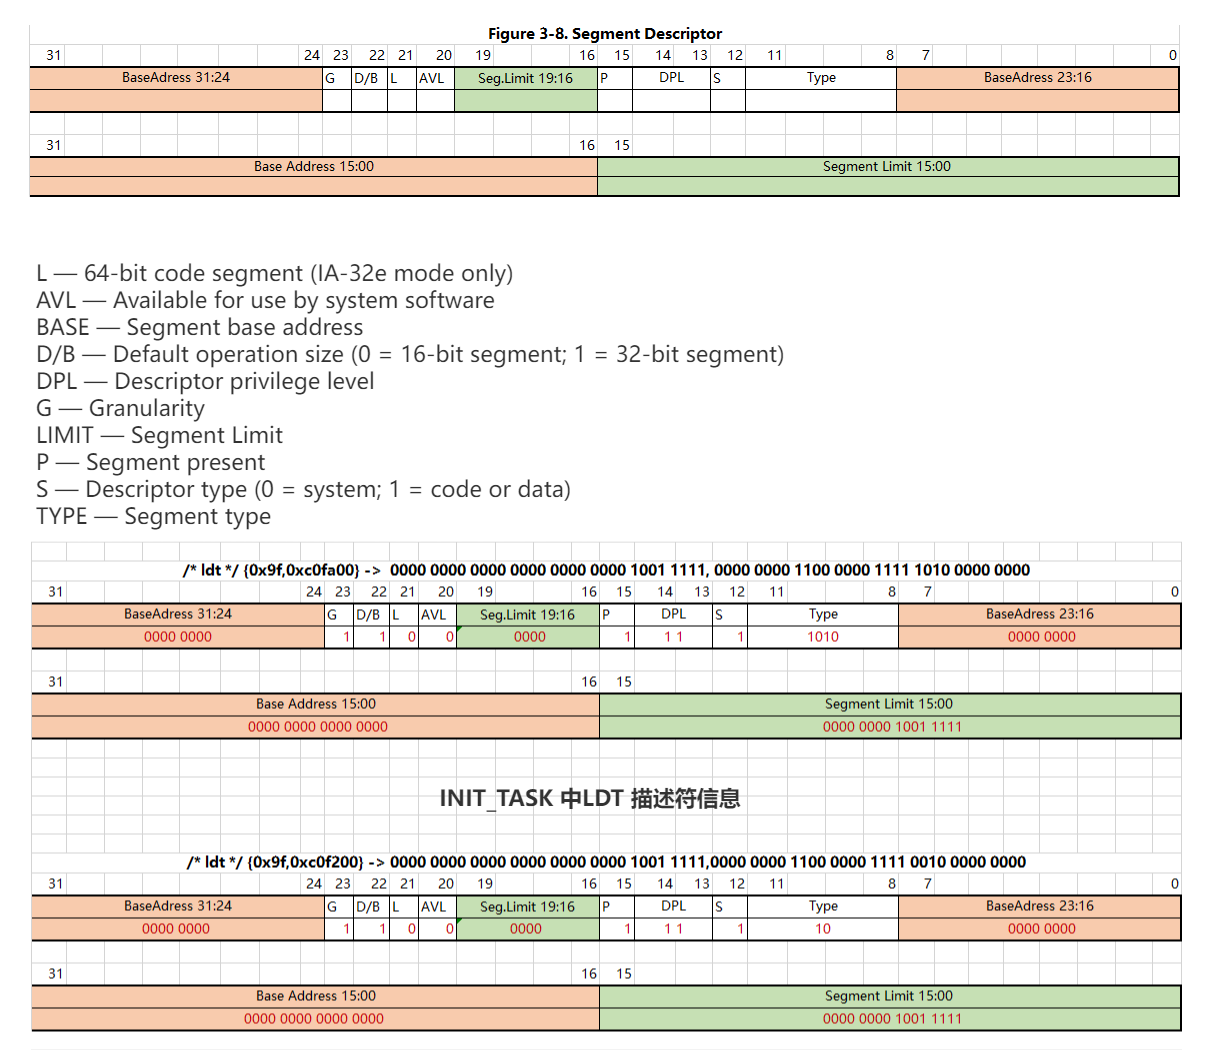 Figure 3-8. Segment Descriptor
31 24 23 22 21 20 19 16 15 14 13 12 11 8 7 0
BaseAdress 31:24 G D/B L AVL Seg.Limit 19:16 P DPL S Type BaseAdress 23:16
31 16 15
Base Address 15:00 Segment Limit 15:00
L — 64-bit code segment (IA-32e mode only)
AVL — Available for use by system software
BASE — Segment base address
D/B — Default operation size (0 = 16-bit segment; 1 = 32-bit segment)
DPL — Descriptor privilege level
G — Granularity
LIMIT — Segment Limit
P — Segment present
S — Descriptor type (0 = system; 1 = code or data)
TYPE — Segment type
/* ldt */ {0x9f,0xc0fa00} -> 0000 0000 0000 0000 0000 0000 1001 1111, 0000 0000 1100 0000 1111 1010 0000 0000
31 24 23 22 21 20 19 16 15 14 13 12 11 8 7 0
BaseAdress 31:24 G D/B L AVL Seg.Limit 19:16 P DPL S Type BaseAdress 23:16
0000 0000 1 1 0 0 0000 1 1 1 1 1010 0000 0000
31 16 15
Base Address 15:00 Segment Limit 15:00
0000 0000 0000 0000 0000 0000 1001 1111
INIT_TASK 中LDT 描述符信息
/* ldt */ {0x9f,0xc0f200} -> 0000 0000 0000 0000 0000 0000 1001 1111,0000 0000 1100 0000 1111 0010 0000 0000
31 24 23 22 21 20 19 16 15 14 13 12 11 8 7 0
BaseAdress 31:24 G D/B L AVL Seg.Limit 19:16 P DPL S Type BaseAdress 23:16
0000 0000 1 1 0 0 0000 1 1 1 1 10 0000 0000
31 16 15
Base Address 15:00 Segment Limit 15:00
0000 0000 0000 0000 0000 0000 1001 1111